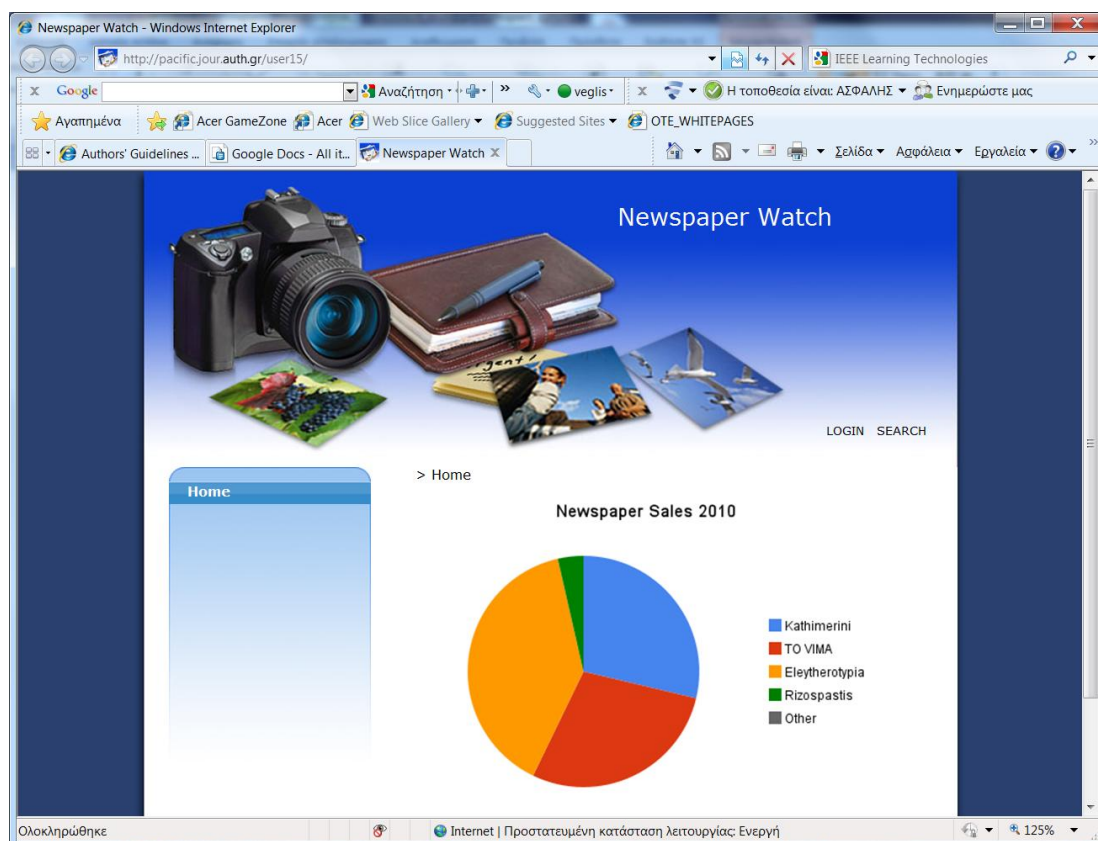 Newspaper Watch - Windows Internet Explorer
http://pacific.jour.auth.gr/user15/
IEEE Learning Technologies
x Google Αναζήτηση veglis x Η τοποθεσία είναι: ΑΣΦΑΛΗΣ Ενημερώστε μας
Αγαπημένα Acer GameZone Acer Web Slice Gallery Suggested Sites OTE_WHITEPAGES
Authors' Guidelines ... Google Docs - All it... Newspaper Watch X Σελίδα Ασφάλεια Εργαλεία
Newspaper Watch
LOGIN SEARCH
Home
> Home
Newspaper Sales 2010
Kathimerini
TO VIMA
Eleytherotypia
Rizospastis
Other
Ολοκληρώθηκε Internet | Προστατευμένη κατάσταση λειτουργίας: Ενεργή 125%